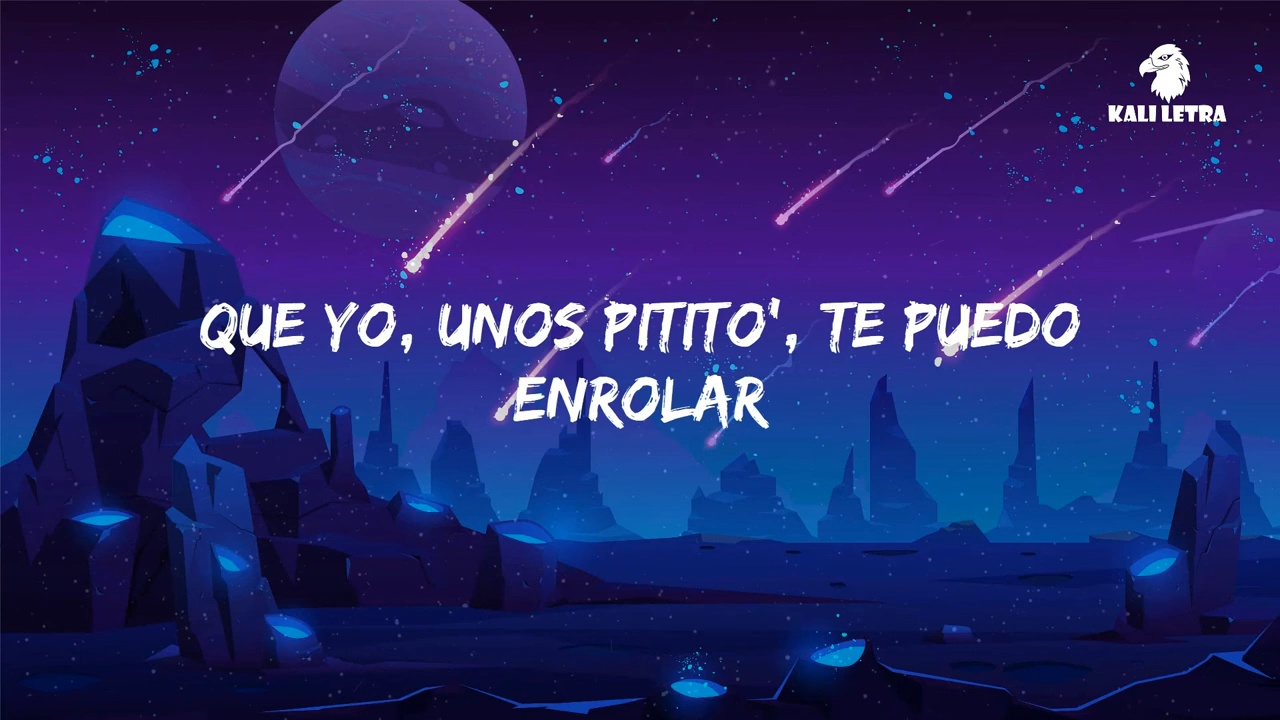 KALI LETRA
QUE YO, UNOS PITITO', TE PUEDO
ENROLAR